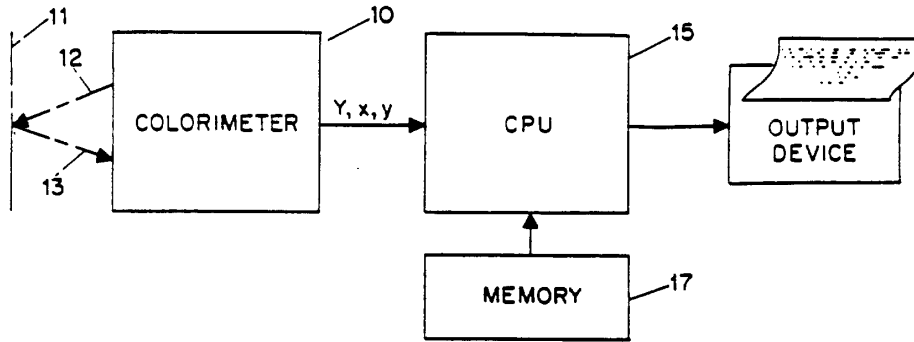 11
12
13
COLORIMETER
10
Y, x, y
CPU
15
MEMORY
17
OUTPUT
DEVICE